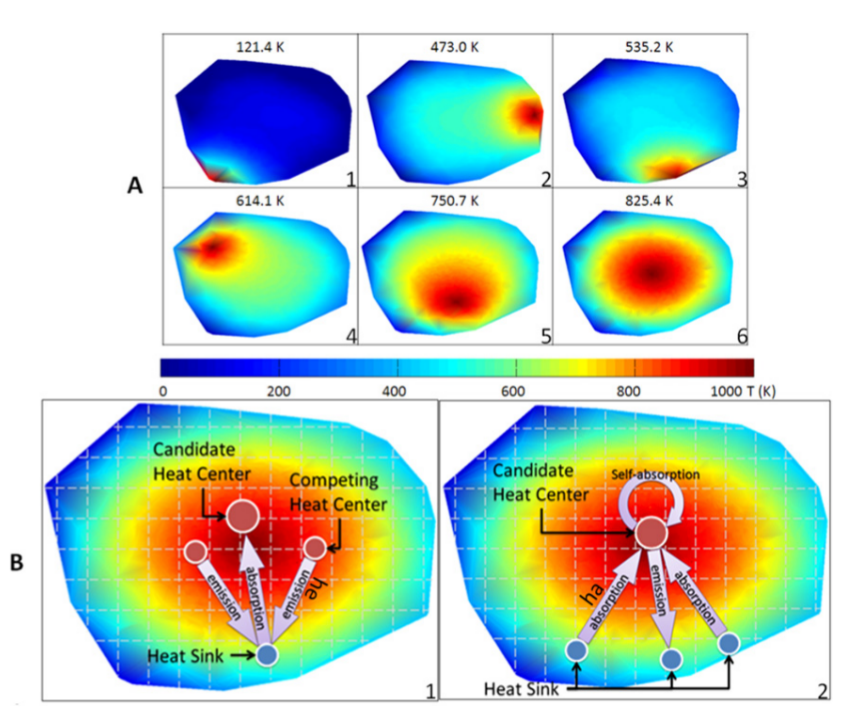 121.4 K
473.0 K
535.2 K
A
1
2
3
614.1 K
750.7 K
825.4 K
4
5
6
0
200
400
600
800
1000 T (K)
B
Candidate
Heat Center
Competing
Heat Center
emission
absorption
emission
he
Heat Sink
1
Candidate
Heat Center
Self-absorption
ha
absorption
emission
absorption
Heat Sink
2